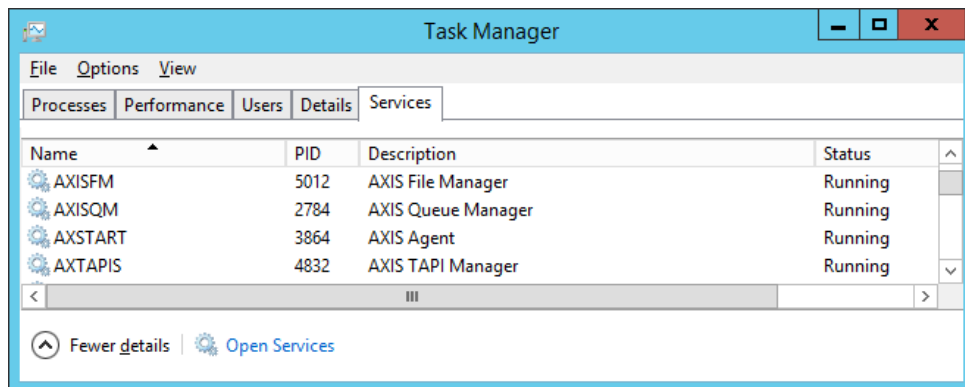 Task Manager
File Options View
Processes Performance Users Details Services
Name PID Description Status
AXISFM 5012 AXIS File Manager Running
AXISQM 2784 AXIS Queue Manager Running
AXSTART 3864 AXIS Agent Running
AXTAPIS 4832 AXIS TAPI Manager Running
Fewer details Open Services